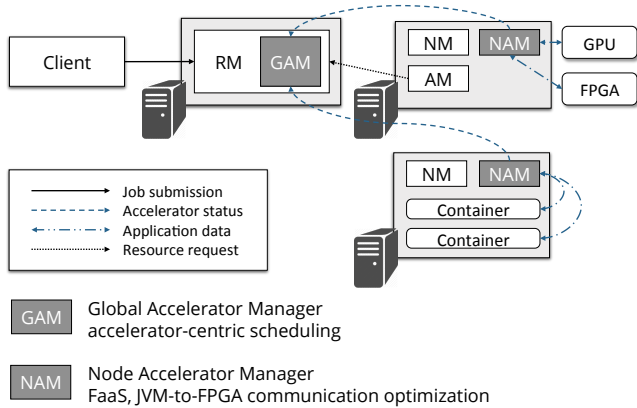 Client
RM
GAM
NM
NAM
AM
GPU
FPGA
NM
NAM
Container
Container
Job submission
Accelerator status
Application data
Resource request
GAM
Global Accelerator Manager
accelerator-centric scheduling
NAM
Node Accelerator Manager
FaaS, JVM-to-FPGA communication optimization